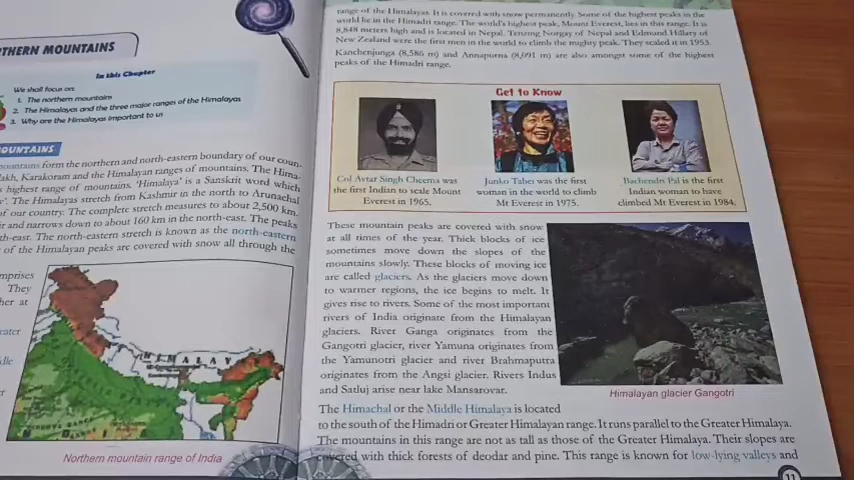 THERN MOUNTAINS
In this Chapter
We shall focus on:
1. The northern mountains
2. The Himalayas and the three major ranges of the Himalayas
3. Why are the Himalayas important to us
OUNTAINS
mountains form the northern and north-eastern boundary of our coun-
akh, Karakoram and the Himalayan ranges of mountains. The Hima-
highest range of mountains. 'Himalaya' is a Sanskrit word which
The Himalayas stretch from Kashmir in the north to Arunachal
of our country. The complete stretch measures to about 2,500 km.
ir and narrows down to about 160 km in the north-east. The peaks
th-east. The north-eastern stretch is known as the north-eastern
of the Himalayan peaks are covered with snow all through the
mprises
They
her at
eater
ddle
er
HIMALAY
Northern mountain range of India
range of the Himalayas. It is covered with snow permanently. Some of the highest peaks in the
world lie in the Himadri range. The world's highest peak, Mount Everest, lies in this range. It is
8,848 meters high and is located in Nepal. Tenzing Norgay of Nepal and Edmund Hillary of
New Zealand were the first men in the world to climb the mighty peak. They scaled it in 1953.
Kanchenjunga (8,586 m) and Annapurna (8,091 m) are also amongst some of the highest
peaks of the Himadri range.
Get to Know
Col Avtar Singh Cheema was
the first Indian to scale Mount
Everest in 1965.
Junko Tabei was the first
woman in the world to climb
Mt Everest in 1975.
Bachendri Pal is the first
Indian woman to have
climbed Mt Everest in 1984.
These mountain peaks are covered with snow
at all times of the year. Thick blocks of ice
sometimes move down the slopes of the
mountains slowly. These blocks of moving ice
are called glaciers. As the glaciers move down
to warmer regions, the ice begins to melt. It
gives rise to rivers. Some of the most important
rivers of India originate from the Himalayan
glaciers. River Ganga originates from the
Gangotri glacier, river Yamuna originates from
the Yamunotri glacier and river Brahmaputra
originates from the Angsi glacier. Rivers Indus
and Satluj arise near lake Mansarovar.
Himalayan glacier Gangotri
The Himachal or the Middle Himalaya is located
to the south of the Himadri or Greater Himalayan range. It runs parallel to the Greater Himalaya.
The mountains in this range are not as tall as those of the Greater Himalaya. Their slopes are
covered with thick forests of deodar and pine. This range is known for low-lying valleys and
11